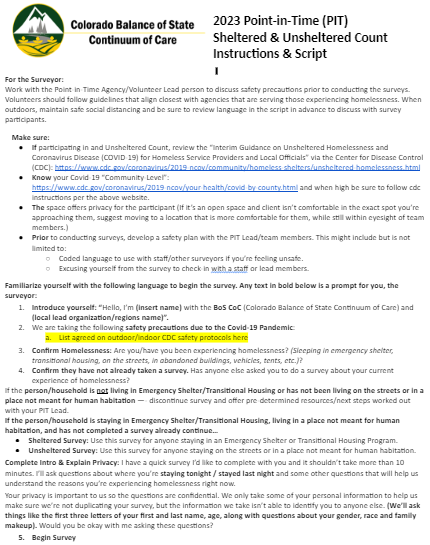 Colorado Balance of State
Continuum of Care
2023 Point-in-Time (PIT)
Sheltered & Unsheltered Count
Instructions & Script
For the Surveyor:
Work with the Point-in-Time Agency/Volunteer Lead person to discuss safety precautions prior to conducting the surveys.
Volunteers should follow guidelines that align closest with agencies that are serving those experiencing homelessness. When
outdoors, maintain safe social distancing and be sure to review language in the script in advance to discuss with survey
participant.
Make sure:
● If participating in and Unsheltered Count, review the "Interim Guidance on Unsheltered Homelessness and
Coronavirus Disease (COVID 19) for Homeless Service Providers and Local Officials" via the Center for Disease Control
(CDC): https://www.cdc.gov/coronavirus/2019-ncov/community/homeless-shelters/unsheltered-homelessness.html
● Know your Covid-19 "Community Level":
https://www.cdc.gov/coronavirus/2019-ncov/your-health/covid-by-county.html and when high be sure to follow cdc
instructions per the above website.
● The space offers privacy for the participant (If it's an open space and client isn't comfortable in the exact spot you're
approaching them, suggest moving to a location that is more comfortable for them, while still within eyesight of team
members.)
● Prior to conducting surveys, develop a safety plan with the PIT Lead/team members. This might include but is not
limited to:
○ Coded language to use with staff/other surveyors if you're feeling unsafe.
○ Excusing yourself from the survey to check in with a staff or lead members.
Familiarize yourself with the following language to begin the survey. Any text in bold below is a prompt for you, the
surveyor:
1. Introduce yourself: "Hello, I'm (insert name) with the BoS CoC (Colorado Balance of State Continuum of Care) and
(local lead organization/regions name)".
2. We are taking the following safety precautions due to the Covid-19 Pandemic:
a. List agreed on outdoor/indoor CDC safety protocols here
3. Confirm Homelessness: Are you/have you been experiencing homelessness? (Sleeping in emergency shelter,
transitional housing, on the streets, in abandoned buildings, vehicles, tents, etc.)?
4. Confirm they have not already taken a survey. Has anyone else asked you to do a survey about your current
experience of homelessness?
If the person/household is not living in Emergency Shelter/Transitional Housing or has not been living on the streets or in a
place not meant for human habitation — discontinue survey and offer pre-determined resources/next steps worked out
with your PIT Lead.
If the person/household is staying in Emergency Shelter/Transitional Housing, living in a place not meant for human
habitation, and has not completed a survey already continue…
● Sheltered Survey: Use this survey for anyone staying in an Emergency Shelter or Transitional Housing Program.
● Unsheltered Survey: Use this survey for anyone staying on the streets or in a place not meant for human habitation.
Complete Intro & Explain Privacy: I have a quick survey I'd like to complete with you and it shouldn't take more than 10
minutes. I'll ask questions about where you're staying tonight / stayed last night and some other questions that will help us
understand the reasons you're experiencing homelessness right now.
Your privacy is important to us so the questions are confidential. We only take some of your personal information to help us
make sure we're not duplicating your survey, but the information we take isn't able to identify you to anyone else. (We'll ask
things like the first three letters of your first and last name, age, along with questions about your gender, race and family
makeup). Would you be okay with me asking these questions?
5. Begin Survey